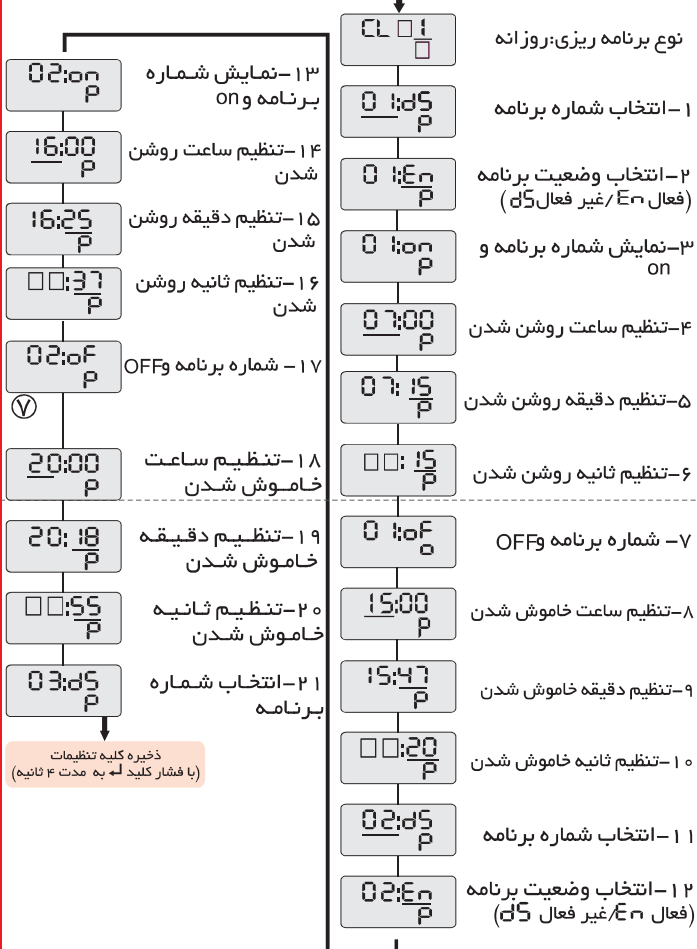 نوع برنامه ریزی:روزانه
CL □1
□
۱-انتخاب شماره برنامه
01:dS
P
۲-انتخاب وضعیت برنامه
(فعال En /غیر فعال dS)
01:En
P
۳-نمایش شماره برنامه و
on
01:on
P
۴-تنظیم ساعت روشن شدن
07:00
P
۵-تنظیم دقیقه روشن شدن
07:15
P
۶-تنظیم ثانیه روشن شدن
□□:15
P
۷- شماره برنامه وOFF
01:oF
o
۸-تنظیم ساعت خاموش شدن
15:00
P
۹-تنظیم دقیقه خاموش شدن
15:47
P
۱۰-تنظیم ثانیه خاموش شدن
□□:20
P
۱۱-انتخاب شماره برنامه
02:dS
P
۱۲-انتخاب وضعیت برنامه
(فعال En/غیر فعال dS)
02:En
P
۱۳-نمایش شماره
برنامه وon
02:on
P
۱۴-تنظیم ساعت روشن
شدن
16:00
P
۱۵-تنظیم دقیقه روشن
شدن
16:25
P
۱۶-تنظیم ثانیه روشن
شدن
□□:37
P
۱۷- شماره برنامه وOFF
02:oF
P
۷
۱۸-تنظیم ساعت
خاموش شدن
20:00
P
۱۹-تنظیم دقیقه
خاموش شدن
20:18
P
۲۰-تنظیم ثانیه
خاموش شدن
□□:55
P
۲۱-انتخاب شماره
برنامه
03:dS
P
ذخیره کلیه تنظیمات
(با فشار کلید ↵ به مدت ۴ ثانیه)